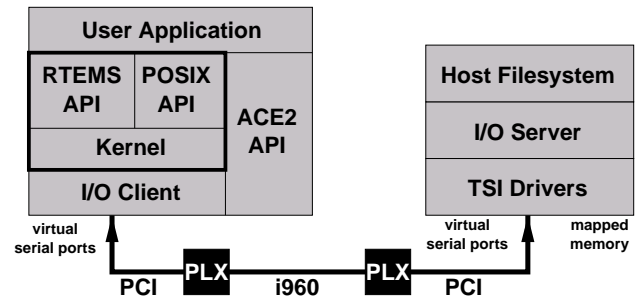 User Application
RTEMS
API
POSIX
API
ACE2
API
Kernel
I/O Client
Host Filesystem
I/O Server
TSI Drivers
virtual
serial ports
virtual
serial ports
mapped
memory
PLX
PLX
PCI
i960
PCI